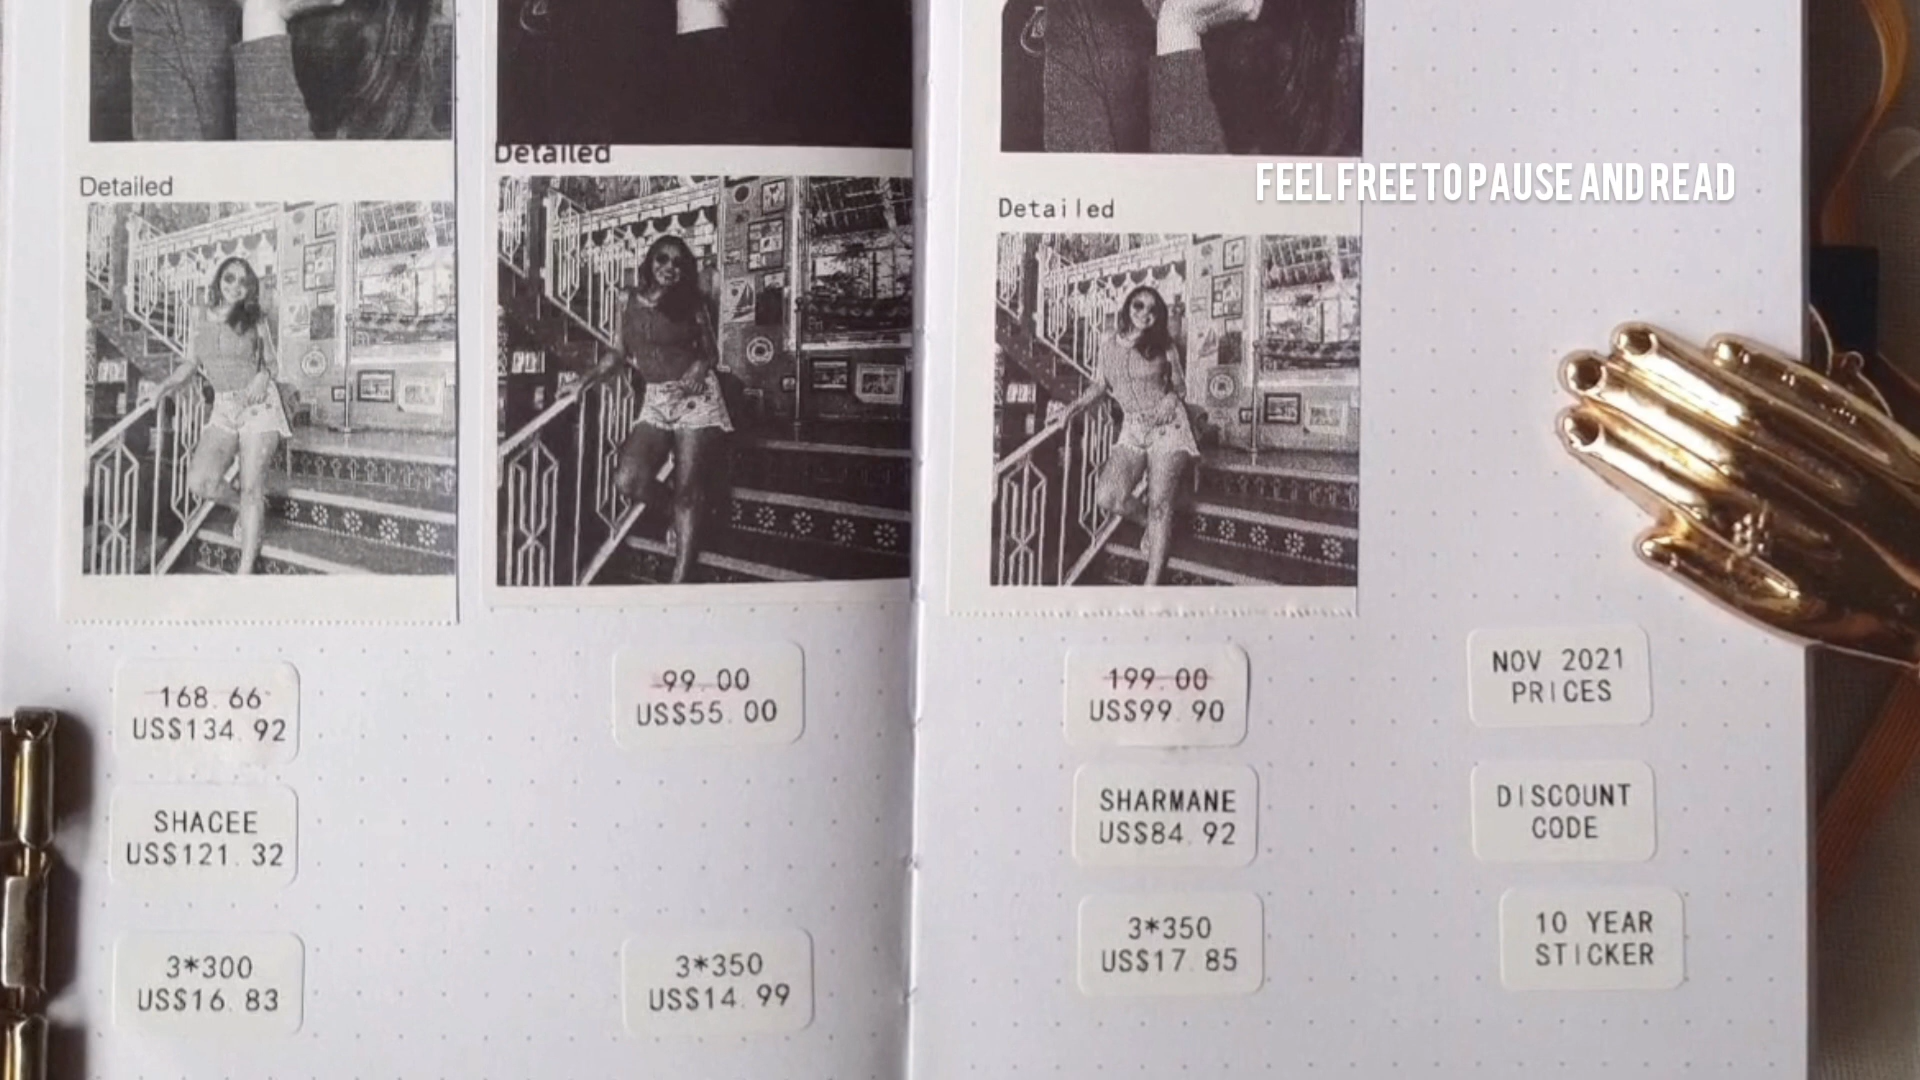 Detailed
Detailed
Detailed
FEEL FREE TO PAUSE AND READ
168.66
US$134.92
99.00
US$55.00
199.00
US$99.90
NOV 2021
PRICES
SHACEE
US$121.32
SHARMANE
US$84.92
DISCOUNT
CODE
3*300
US$16.83
3*350
US$14.99
3*350
US$17.85
10 YEAR
STICKER